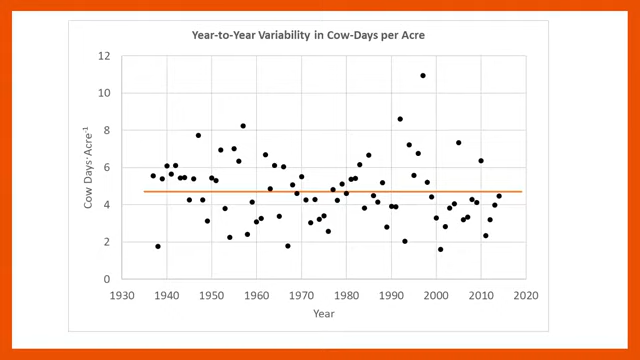 Year-to-Year Variability in Cow-Days per Acre
12
10
8
6
4
2
0
Cow Days·Acre⁻¹
1930 1940 1950 1960 1970 1980 1990 2000 2010 2020
Year